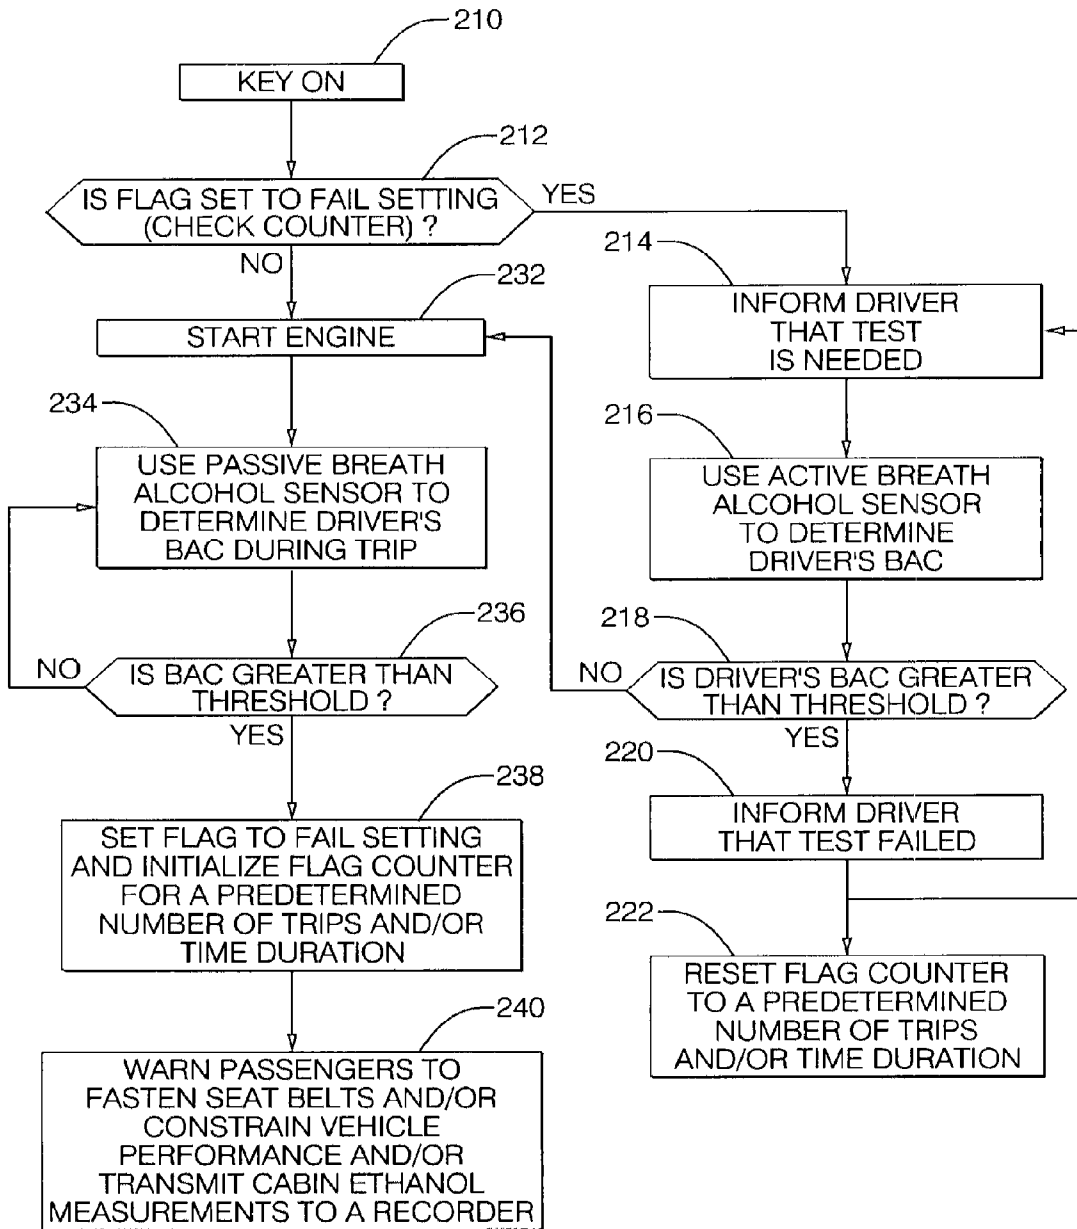 210
KEY ON
212
IS FLAG SET TO FAIL SETTING
(CHECK COUNTER) ?
YES
NO
214
INFORM DRIVER
THAT TEST
IS NEEDED
232
START ENGINE
234
USE PASSIVE BREATH
ALCOHOL SENSOR TO
DETERMINE DRIVER'S
BAC DURING TRIP
216
USE ACTIVE BREATH
ALCOHOL SENSOR
TO DETERMINE
DRIVER'S BAC
236
NO
IS BAC GREATER THAN
THRESHOLD ?
YES
218
NO
IS DRIVER'S BAC GREATER
THAN THRESHOLD ?
YES
220
INFORM DRIVER
THAT TEST FAILED
238
SET FLAG TO FAIL SETTING
AND INITIALIZE FLAG COUNTER
FOR A PREDETERMINED
NUMBER OF TRIPS AND/OR
TIME DURATION
222
RESET FLAG COUNTER
TO A PREDETERMINED
NUMBER OF TRIPS
AND/OR TIME DURATION
240
WARN PASSENGERS TO
FASTEN SEAT BELTS AND/OR
CONSTRAIN VEHICLE
PERFORMANCE AND/OR
TRANSMIT CABIN ETHANOL
MEASUREMENTS TO A RECORDER